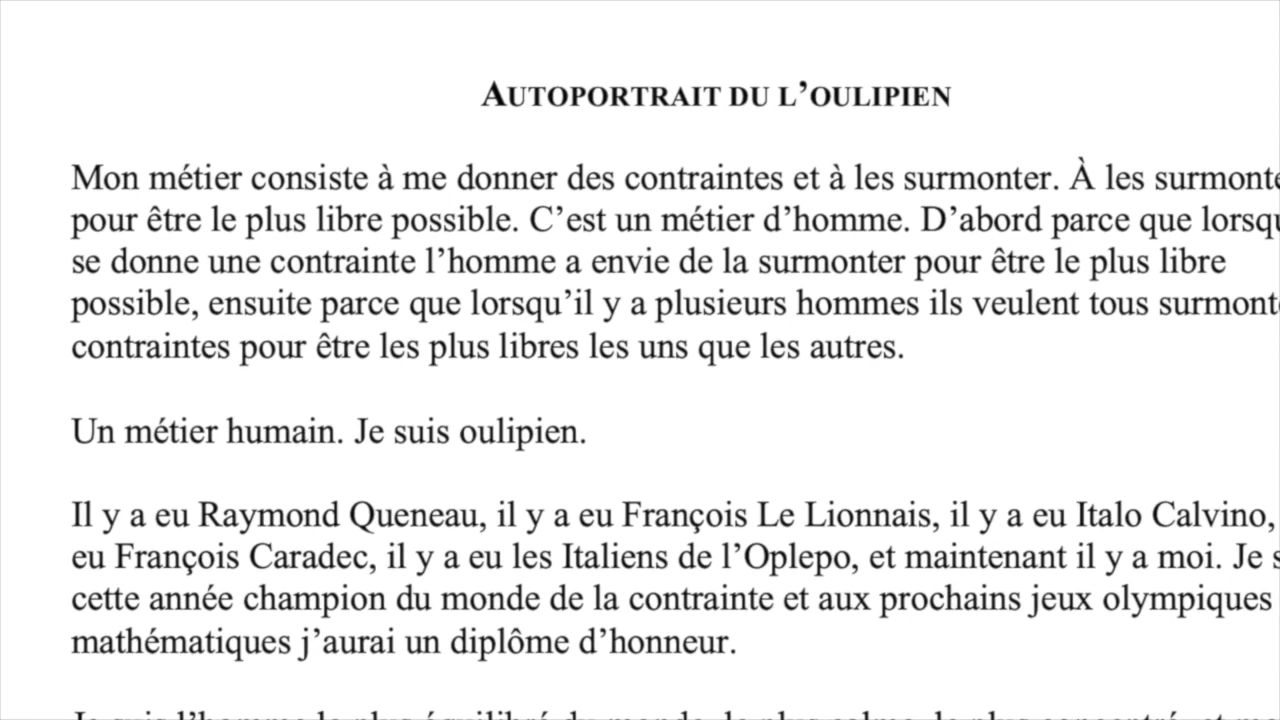 AUTOPORTRAIT DU L’OULIPIEN
Mon métier consiste à me donner des contraintes et à les surmonter. À les
pour être le plus libre possible. C’est un métier d’homme. D’abord parce que
se donne une contrainte l’homme a envie de la surmonter pour être le plus libre
possible, ensuite parce que lorsqu’il y a plusieurs hommes ils veulent tous
contraintes pour être les plus libres les uns que les autres.
Un métier humain. Je suis oulipien.
Il y a eu Raymond Queneau, il y a eu François Le Lionnais, il y a eu Italo Calvino,
eu François Caradec, il y a eu les Italiens de l’Oplepo, et maintenant il y a moi. Je
cette année champion du monde de la contrainte et aux prochains jeux olympiques
mathématiques j’aurai un diplôme d’honneur.